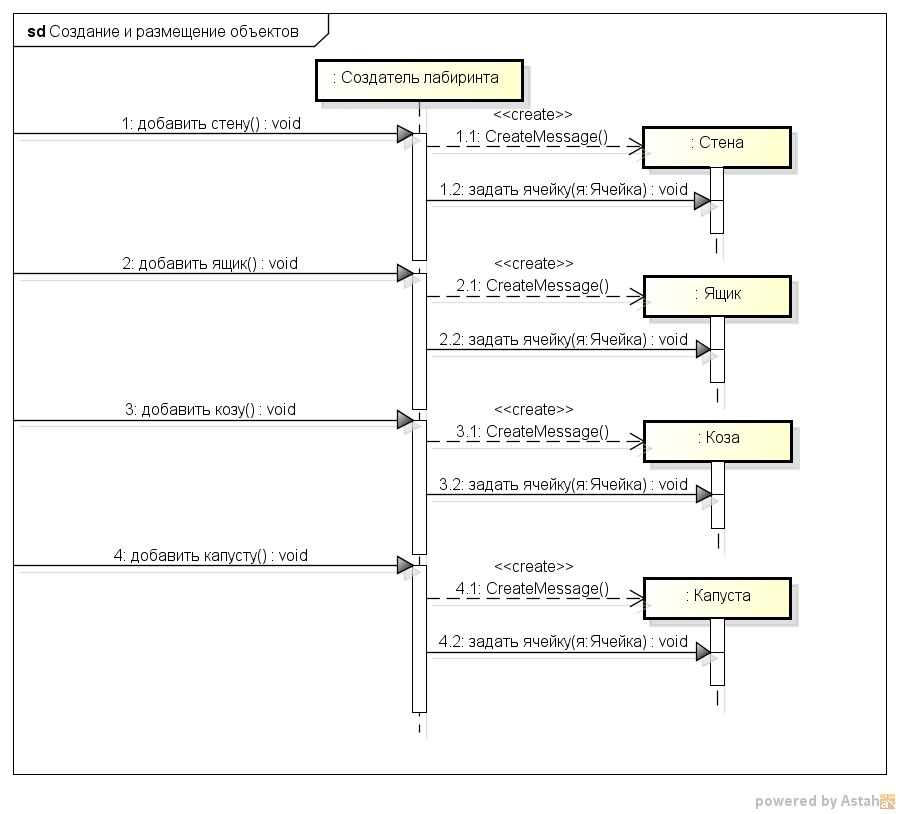 sd Создание и размещение объектов
: Создатель лабиринта
1: добавить стену() : void
<<create>>
1.1: CreateMessage()
: Стена
1.2: задать ячейку(я:Ячейка) : void
2: добавить ящик() : void
<<create>>
2.1: CreateMessage()
: Ящик
2.2: задать ячейку(я:Ячейка) : void
3: добавить козу() : void
<<create>>
3.1: CreateMessage()
: Коза
3.2: задать ячейку(я:Ячейка) : void
4: добавить капусту() : void
<<create>>
4.1: CreateMessage()
: Капуста
4.2: задать ячейку(я:Ячейка) : void
powered by Astah